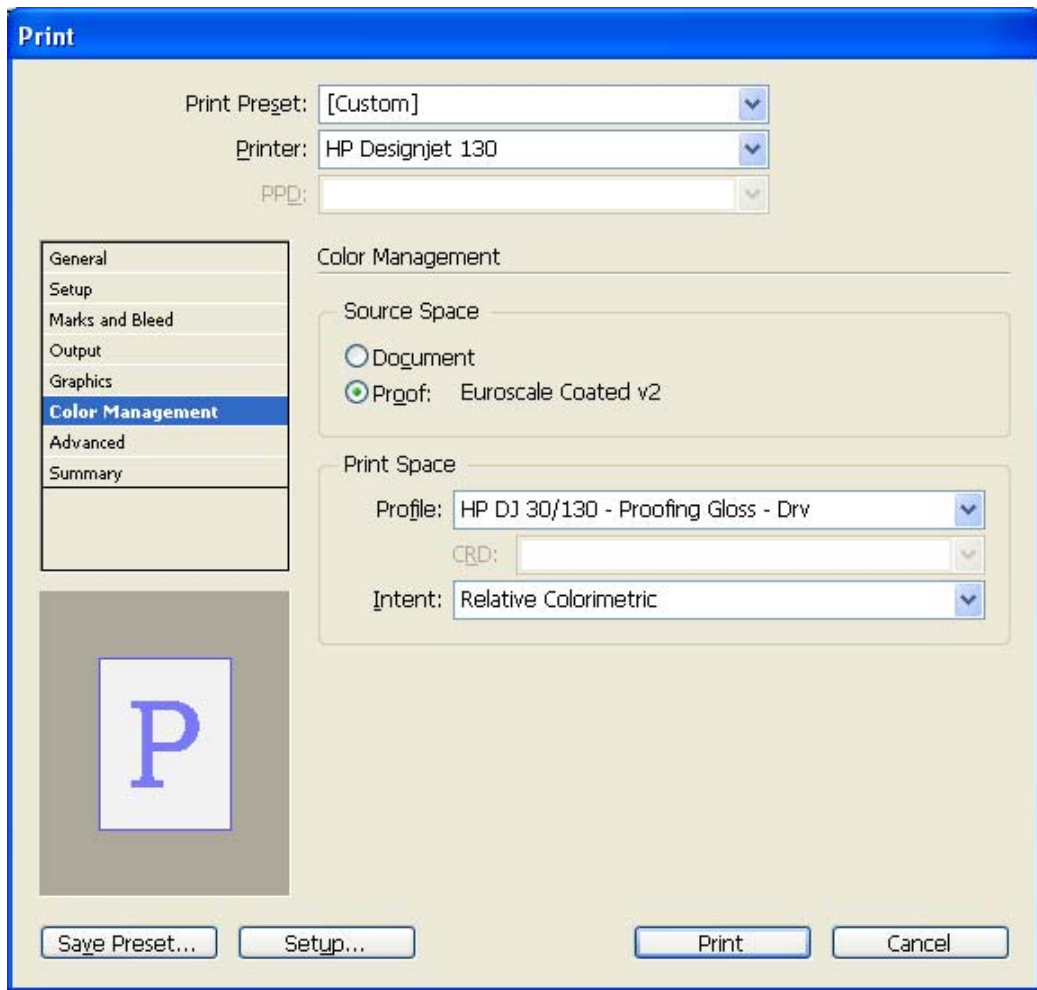 Print
Print Preset: [Custom]
Printer: HP Designjet 130
PPD:
General
Setup
Marks and Bleed
Output
Graphics
Color Management
Advanced
Summary
Color Management
Source Space
Document
Proof: Euroscale Coated v2
Print Space
Profile: HP DJ 30/130 - Proofing Gloss - Drv
CRD:
Intent: Relative Colorimetric
P
Save Preset... Setup... Print Cancel